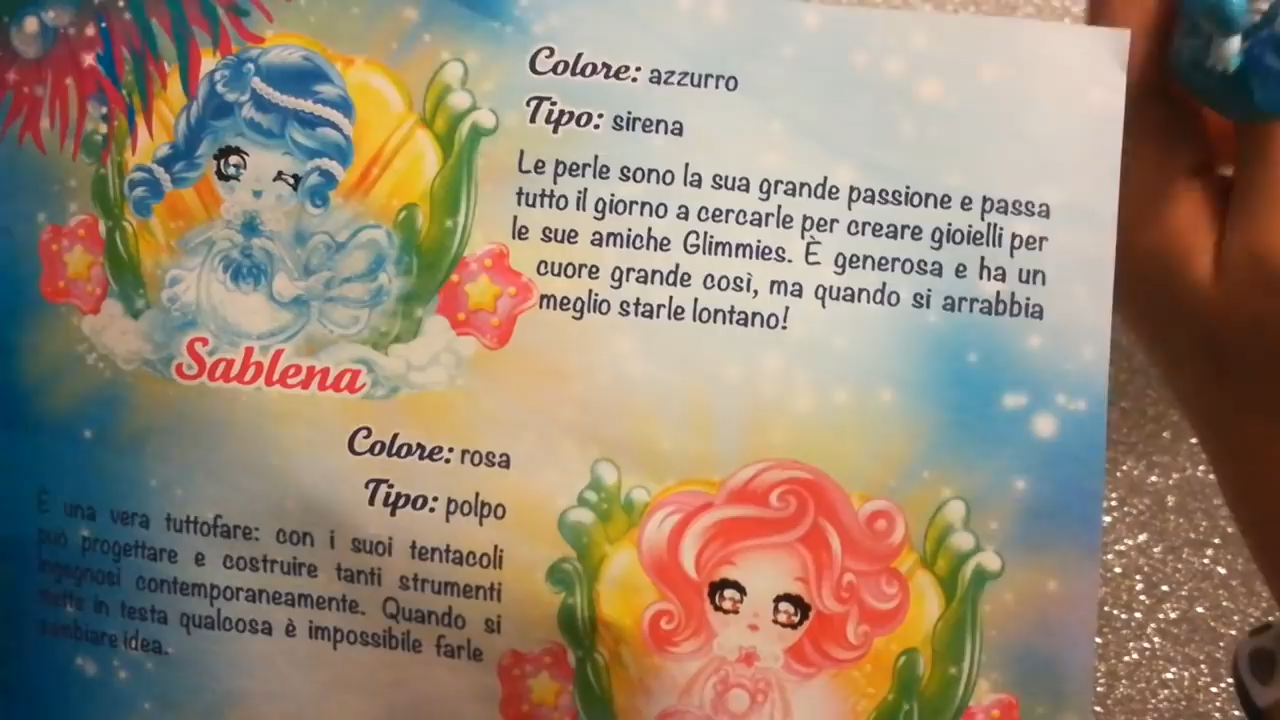 Colore: azzurro
Tipo: sirena
Le perle sono la sua grande passione e passa
tutto il giorno a cercarle per creare gioielli per
le sue amiche Glimmies. È generosa e ha un
cuore grande così, ma quando si arrabbia
meglio starle lontano!
Sablena
Colore: rosa
Tipo: polpo
È una vera tuttofare: con i suoi tentacoli
può progettare e costruire tanti strumenti
ingegnosi contemporaneamente. Quando si
mette in testa qualcosa è impossibile farle
cambiare idea.